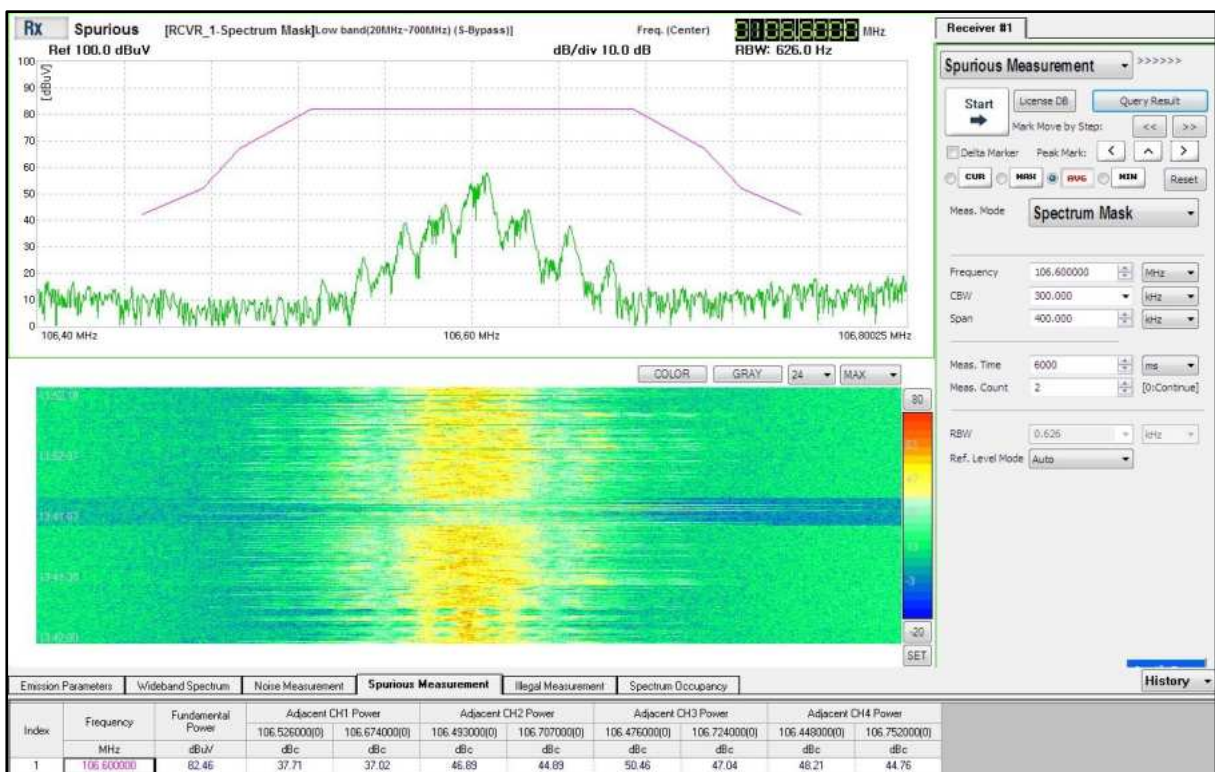 Rx Spurious [RCVR_1-Spectrum Mask]Low band(20MHz~700MHz) (S-Bypass)] Freq. (Center) MHz
Ref 100.0 dBuV dB/div 10.0 dB RBW: 626.0 Hz
[dBuV]
100
90
80
70
60
50
40
30
20
10
0
106,40 MHz 106,60 MHz 106,80025 MHz
COLOR GRAY 24 MAX
80
-3
-20
SET
Receiver #1
Spurious Measurement >>>>>>
Start License DB Query Result
Mark Move by Step: << >>
Delta Marker Peak Mark: < ^ >
CUR MAX AVG MIN Reset
Meas. Mode Spectrum Mask
Frequency 106.600000 MHz
CBW 300.000 kHz
Span 400.000 kHz
Meas. Time 6000 ms
Meas. Count 2 [0:Continue]
RBW 0.626 kHz
Ref. Level Mode Auto
History
Emission Parameters Wideband Spectrum Noise Measurement Spurious Measurement Illegal Measurement Spectrum Occupancy
Index Frequency Fundamental Power Adjacent CH1 Power Adjacent CH2 Power Adjacent CH3 Power Adjacent CH4 Power
106.526000(0) 106.674000(0) 106.493000(0) 106.707000(0) 106.476000(0) 106.724000(0) 106.448000(0) 106.752000(0)
MHz dBuV dBc dBc dBc dBc dBc dBc dBc dBc
1 106.600000 82.46 37.71 37.02 46.89 44.89 50.46 47.04 48.21 44.76